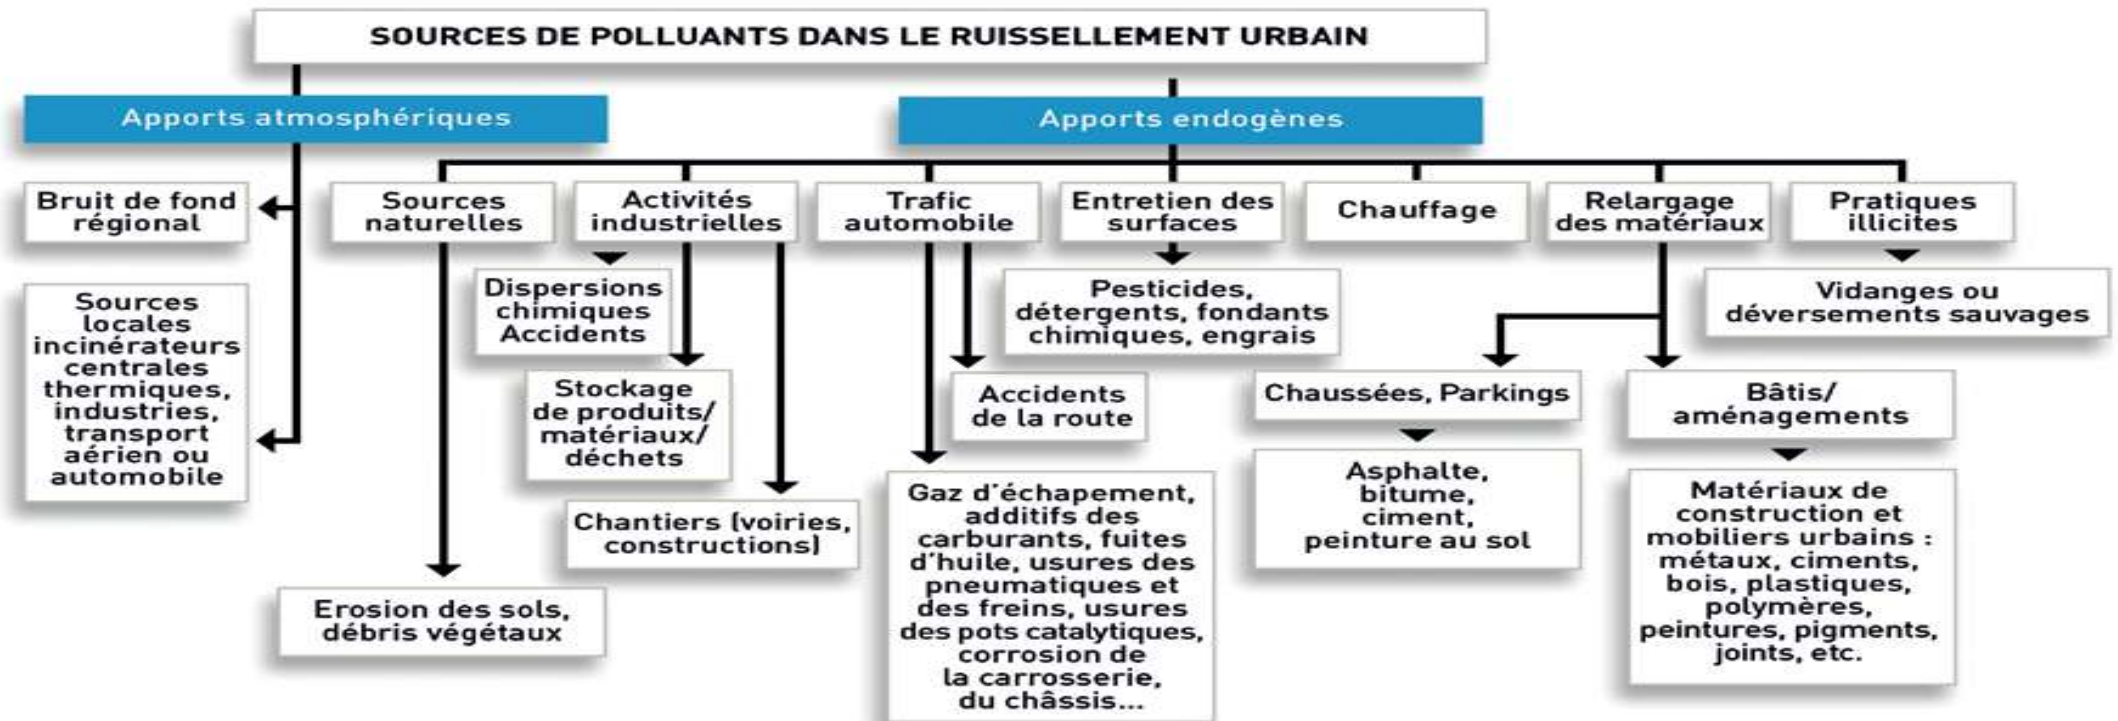 SOURCES DE POLLUANTS DANS LE RUISSELLEMENT URBAIN
Apports atmosphériques
Apports endogènes
Bruit de fond
régional
Sources
locales
incinérateurs
centrales
thermiques,
industries,
transport
aérien ou
automobile
Sources
naturelles
Erosion des sols,
débris végétaux
Activités
industrielles
Dispersions
chimiques
Accidents
Stockage
de produits/
matériaux/
déchets
Chantiers (voiries,
constructions)
Trafic
automobile
Accidents
de la route
Gaz d'échapement,
additifs des
carburants, fuites
d'huile, usures des
pneumatiques et
des freins, usures
des pots catalytiques,
corrosion de
la carrosserie,
du châssis...
Entretien des
surfaces
Pesticides,
détergents, fondants
chimiques, engrais
Chauffage
Relargage
des matériaux
Chaussées, Parkings
Asphalte,
bitume,
ciment,
peinture au sol
Bâtis/
aménagements
Matériaux de
construction et
mobiliers urbains :
métaux, ciments,
bois, plastiques,
polymères,
peintures, pigments,
joints, etc.
Pratiques
illicites
Vidanges ou
déversements sauvages